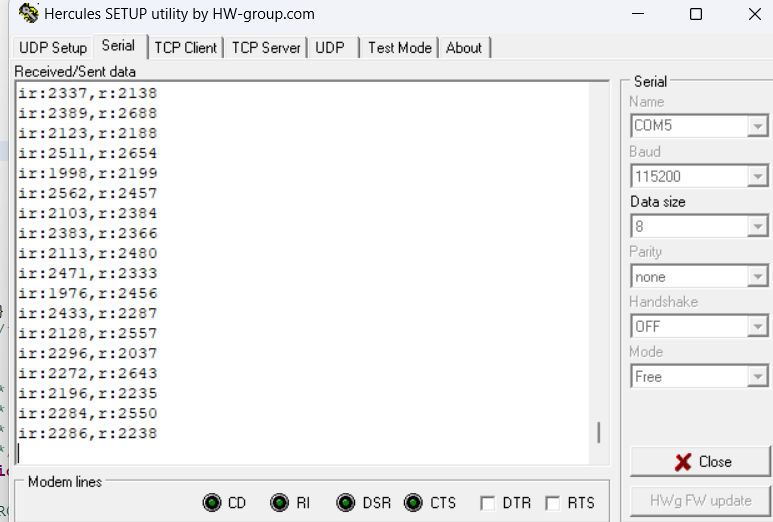 Hercules SETUP utility by HW-group.com
UDP Setup Serial TCP Client TCP Server UDP Test Mode About
Received/Sent data
ir:2337,r:2138
ir:2389,r:2688
ir:2123,r:2188
ir:2511,r:2654
ir:1998,r:2199
ir:2562,r:2457
ir:2103,r:2384
ir:2383,r:2366
ir:2113,r:2480
ir:2471,r:2333
ir:1976,r:2456
ir:2433,r:2287
ir:2128,r:2557
ir:2296,r:2037
ir:2272,r:2643
ir:2196,r:2235
ir:2284,r:2550
ir:2286,r:2238
Serial
Name
COM5
Baud
115200
Data size
8
Parity
none
Handshake
OFF
Mode
Free
Close
HWg FW update
Modem lines
CD RI DSR CTS DTR RTS